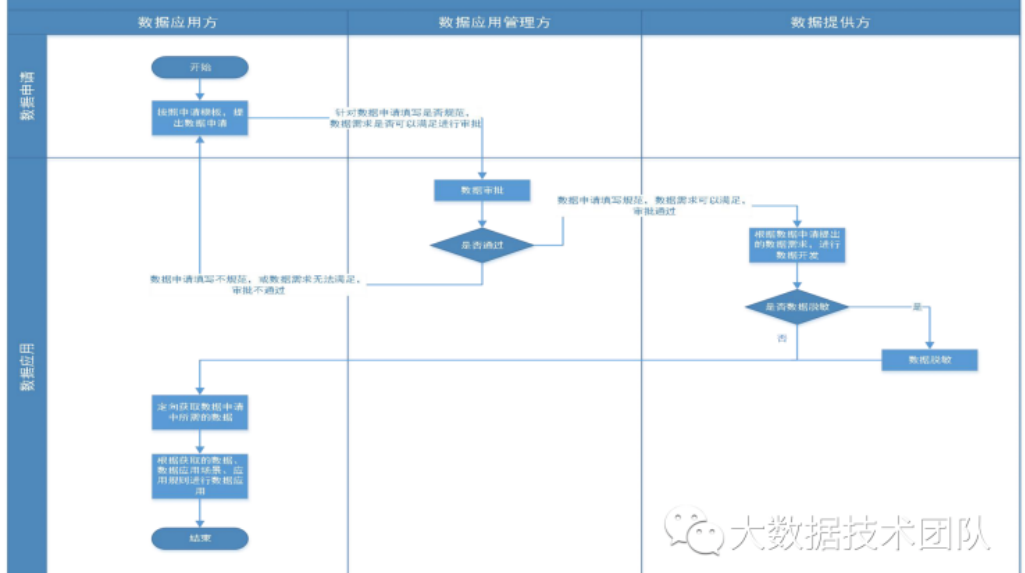 数据应用方
数据应用管理方
数据提供方
数据申请
开始
按照申请模板，提
出数据申请
针对数据申请填写是否规范，
数据需求是否可以满足进行审批
数据应用
数据审批
是否通过
数据申请填写规范，数据需求可以满足，
审批通过
根据数据申请提出
的数据需求，进行
数据开发
数据申请填写不规范，或数据需求无法满足，
审批不通过
是否数据脱敏
是
否
数据脱敏
定向获取数据申请
中所需的数据
根据获取的数据、
数据应用场景、应
用规则进行数据应
用
结束
大数据技术团队